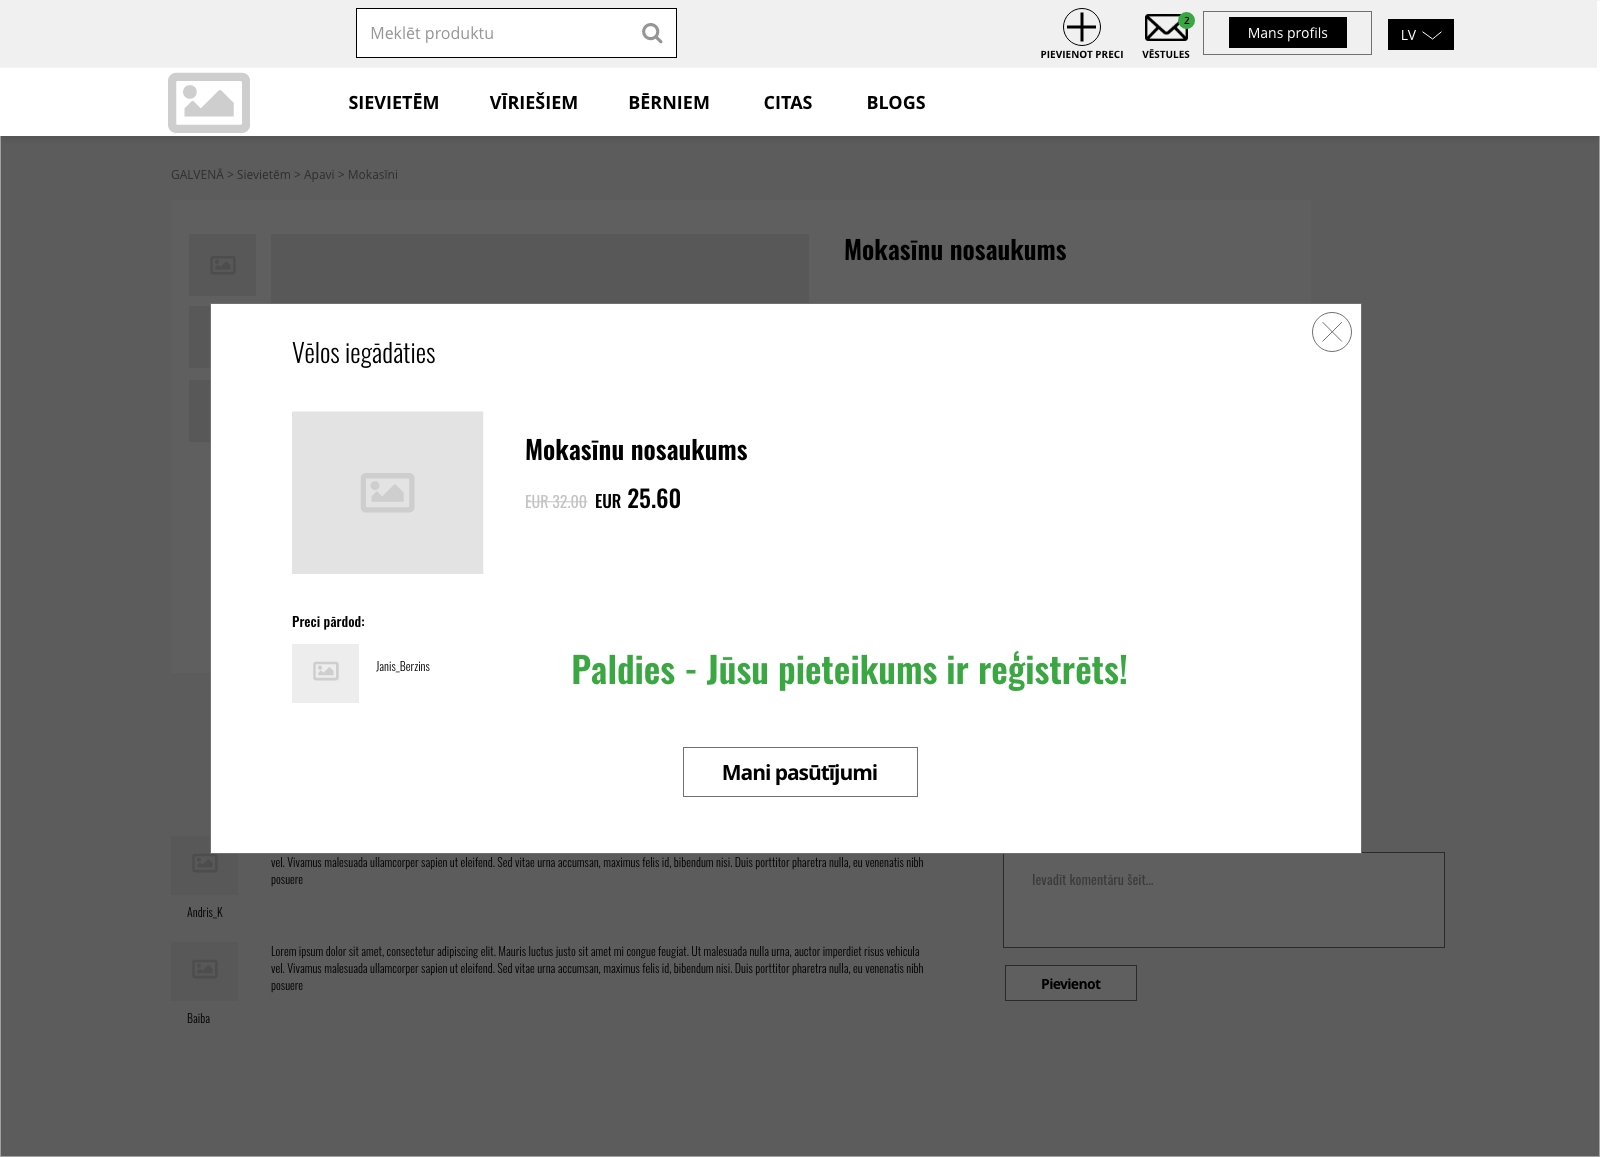 Meklēt produktu
PIEVIENOT PRECI
2
VĒSTULES
Mans profils
LV
SIEVIETĒM
VĪRIEŠIEM
BĒRNIEM
CITAS
BLOGS
GALVENĀ > Sievietēm > Apavi > Mokasīni
Mokasīnu nosaukums
Vēlos iegādāties
Mokasīnu nosaukums
EUR 32.00 EUR 25.60
Preci pārdod:
Janis_Berzins
Paldies - Jūsu pieteikums ir reģistrēts!
Mani pasūtījumi
vel. Vivamus malesuada ullamcorper sapien ut eleifend. Sed vitae urna accumsan, maximus felis id, bibendum nisi. Duis porttitor pharetra nulla, eu venenatis nibh
posuere
Andris_K
Ievadīt komentāru šeit...
Lorem ipsum dolor sit amet, consectetur adipiscing elit. Mauris luctus justo sit amet mi congue feugiat. Ut malesuada nulla urna, auctor imperdiet risus vehicula
vel. Vivamus malesuada ullamcorper sapien ut eleifend. Sed vitae urna accumsan, maximus felis id, bibendum nisi. Duis porttitor pharetra nulla, eu venenatis nibh
posuere
Baiba
Pievienot